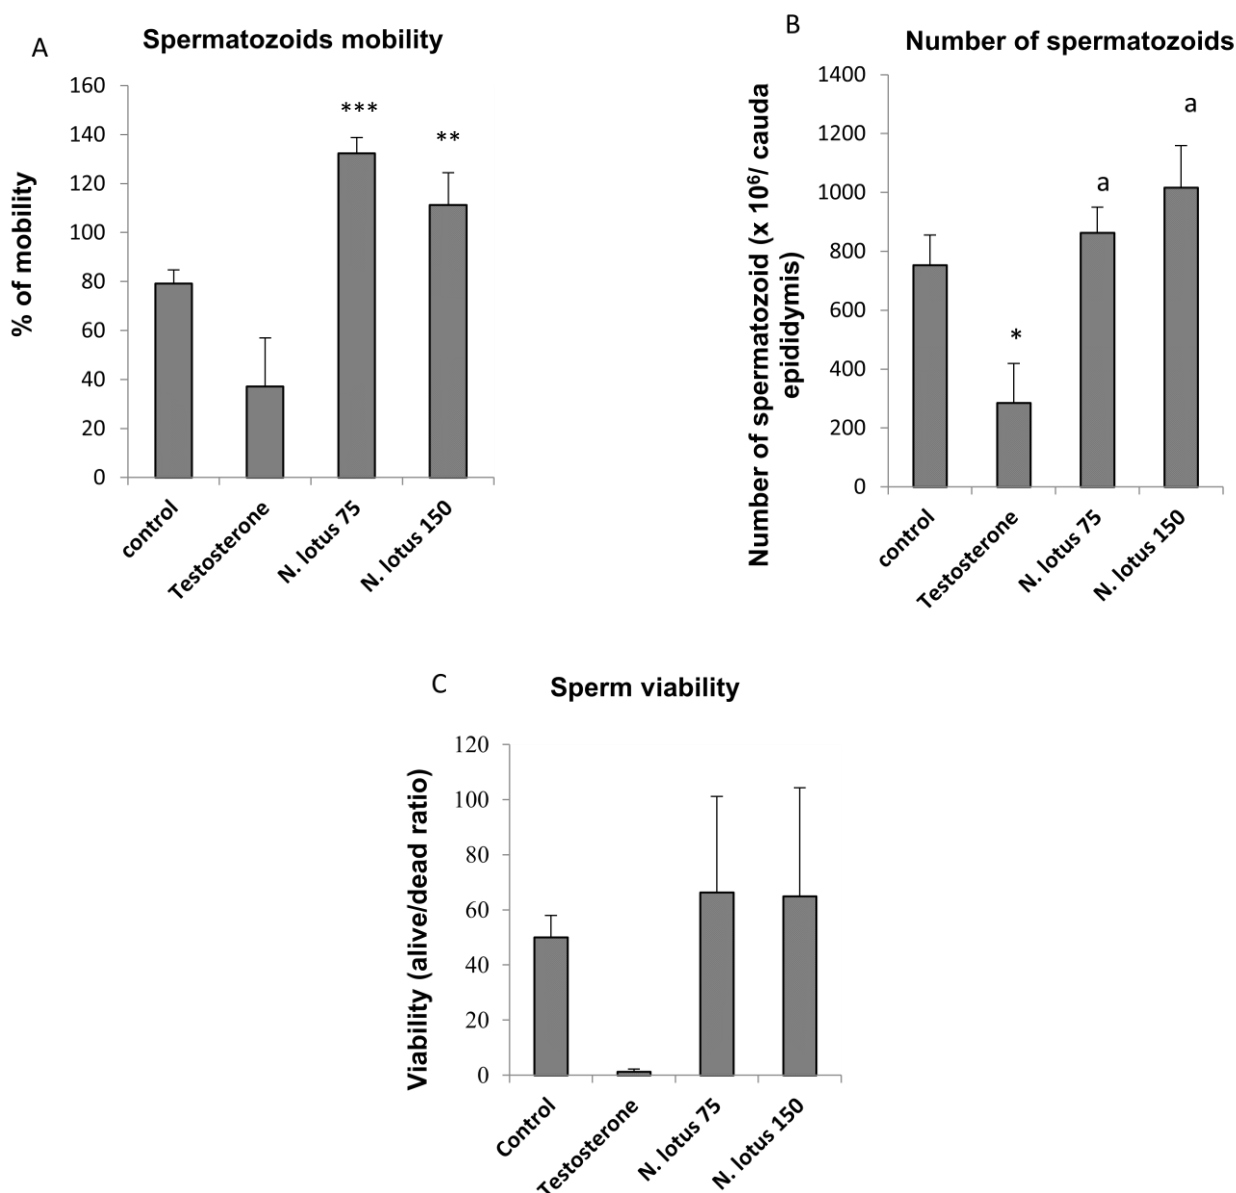 A
Spermatozoids mobility
% of mobility
160
140
120
100
80
60
40
20
0
***
**
control
Testosterone
N. lotus 75
N. lotus 150
B
Number of spermatozoids
Number of spermatozoid (x 10⁶/ cauda
epididymis)
1400
1200
1000
800
600
400
200
0
*
a
a
control
Testosterone
N. lotus 75
N. lotus 150
C
Sperm viability
Viability (alive/dead ratio)
120
100
80
60
40
20
0
Control
Testosterone
N. lotus 75
N. lotus 150